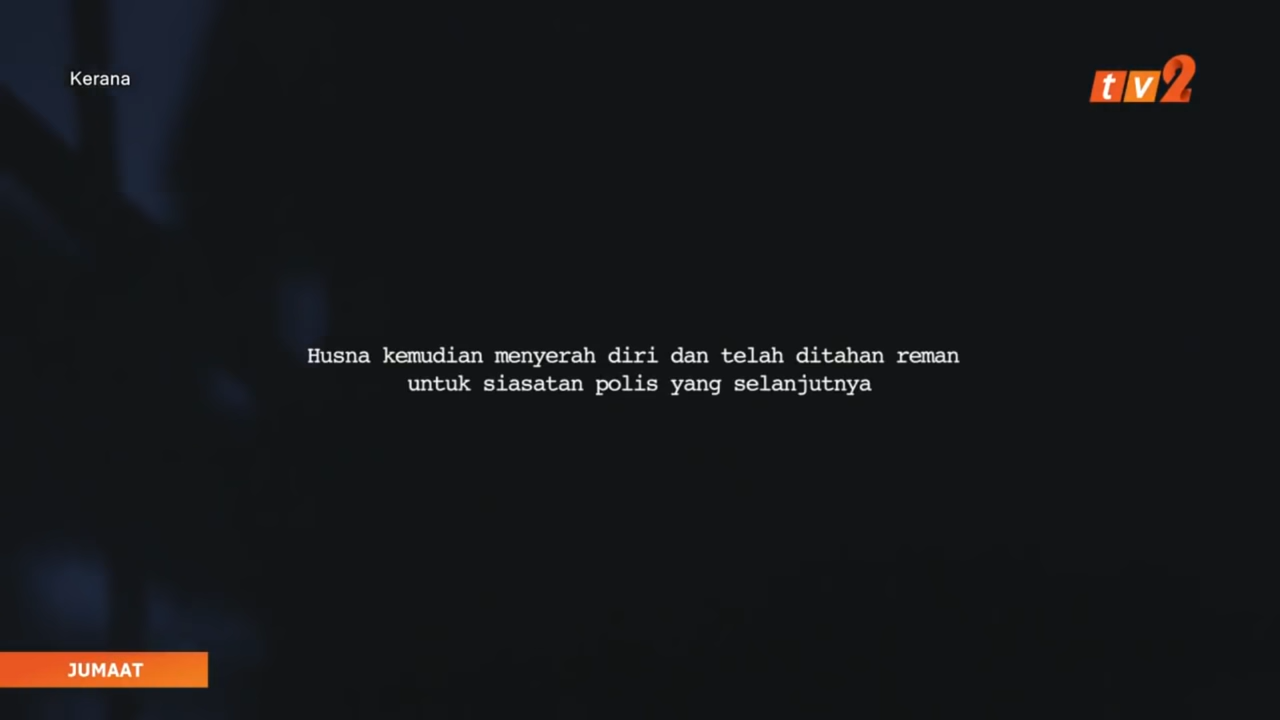 Kerana
tv2
Husna kemudian menyerah diri dan telah ditahan reman
untuk siasatan polis yang selanjutnya
JUMAAT